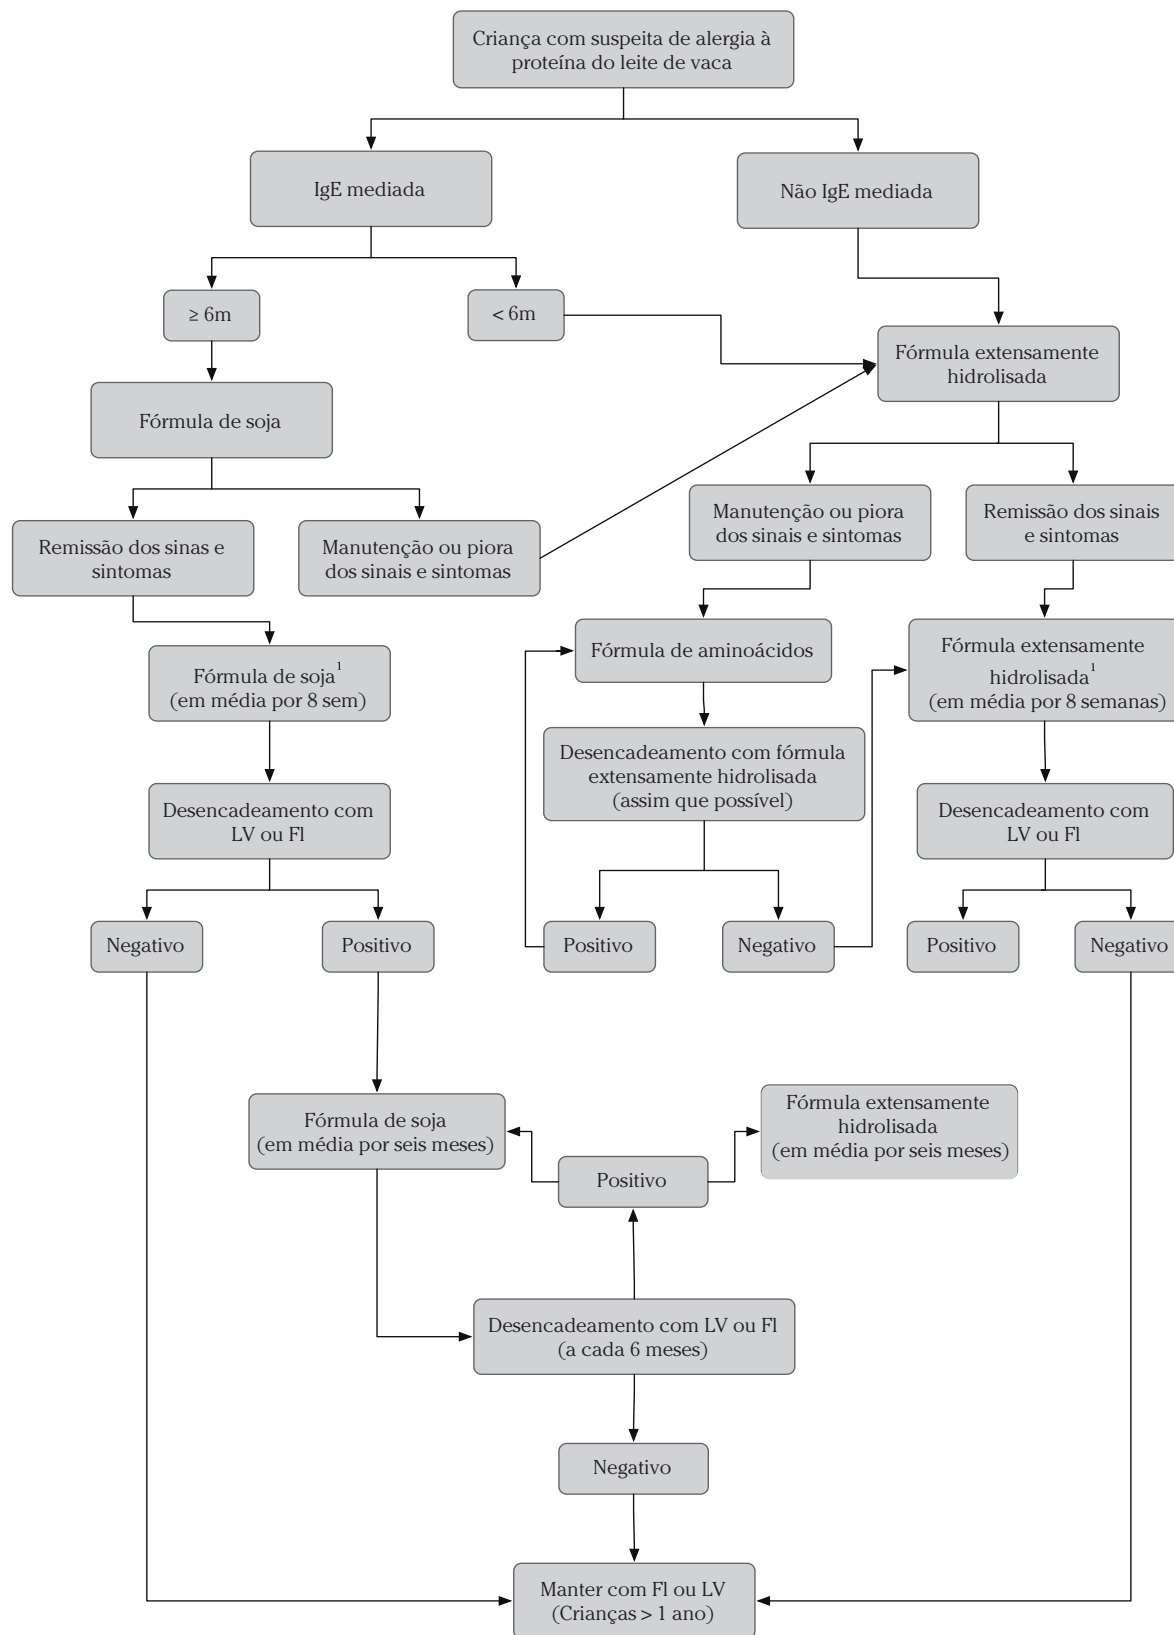 Criança com suspeita de alergia à
proteína do leite de vaca
IgE mediada
Não IgE mediada
≥ 6m
< 6m
Fórmula extensamente
hidrolisada
Fórmula de soja
Manutenção ou piora
dos sinais e sintomas
Remissão dos sinais
e sintomas
Remissão dos sinas e
sintomas
Manutenção ou piora
dos sinais e sintomas
Fórmula de aminoácidos
Fórmula extensamente
hidrolisada¹
(em média por 8 semanas)
Fórmula de soja¹
(em média por 8 sem)
Desencadeamento com fórmula
extensamente hidrolisada
(assim que possível)
Desencadeamento com
LV ou Fl
Desencadeamento com
LV ou Fl
Negativo
Positivo
Positivo
Negativo
Positivo
Negativo
Fórmula de soja
(em média por seis meses)
Fórmula extensamente
hidrolisada
(em média por seis meses)
Positivo
Desencadeamento com LV ou Fl
(a cada 6 meses)
Negativo
Manter com Fl ou LV
(Crianças > 1 ano)